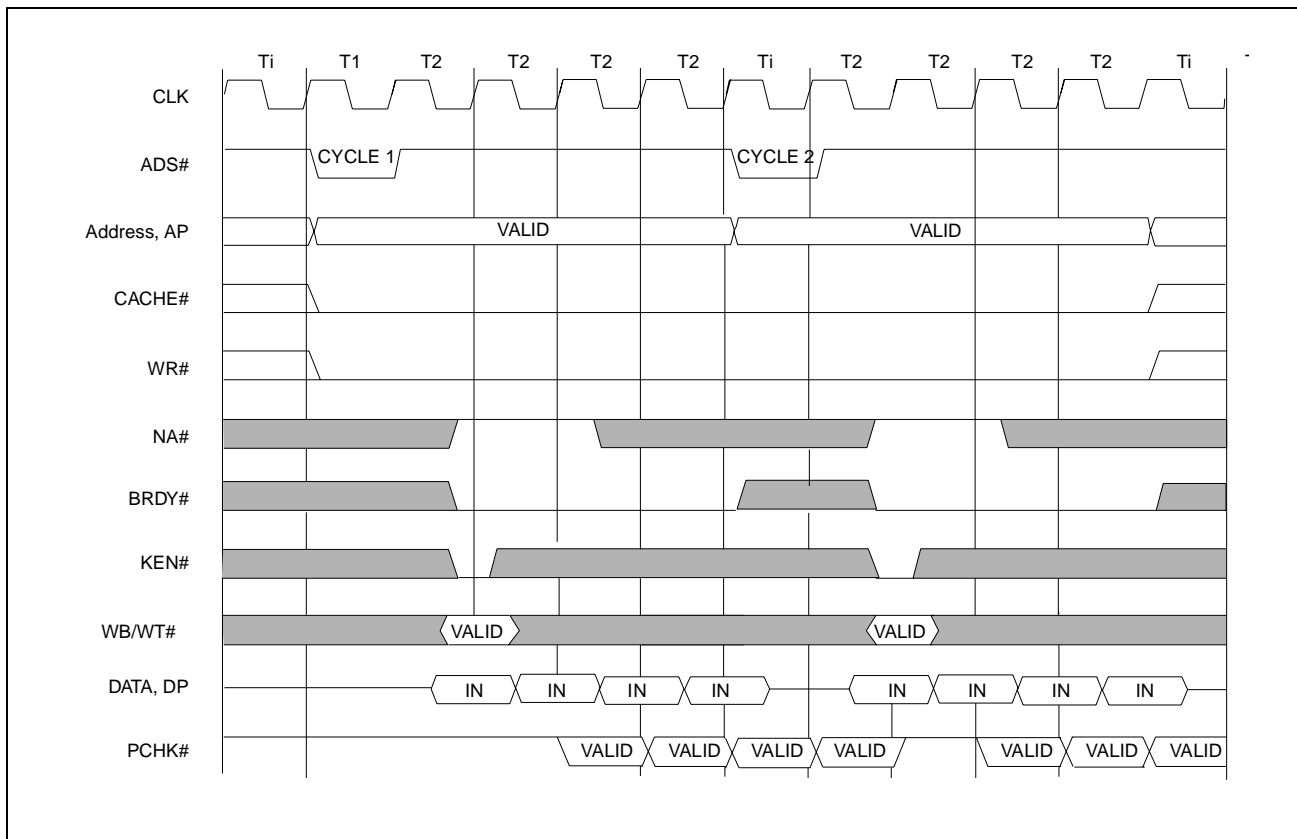 Ti T1 T2 T2 T2 T2 Ti T2 T2 T2 T2 Ti
CLK
ADS# CYCLE 1 CYCLE 2
Address, AP VALID VALID
CACHE#
WR#
NA#
BRDY#
KEN#
WB/WT# VALID VALID
DATA, DP IN IN IN IN IN IN IN IN
PCHK# VALID VALID VALID VALID VALID VALID VALID